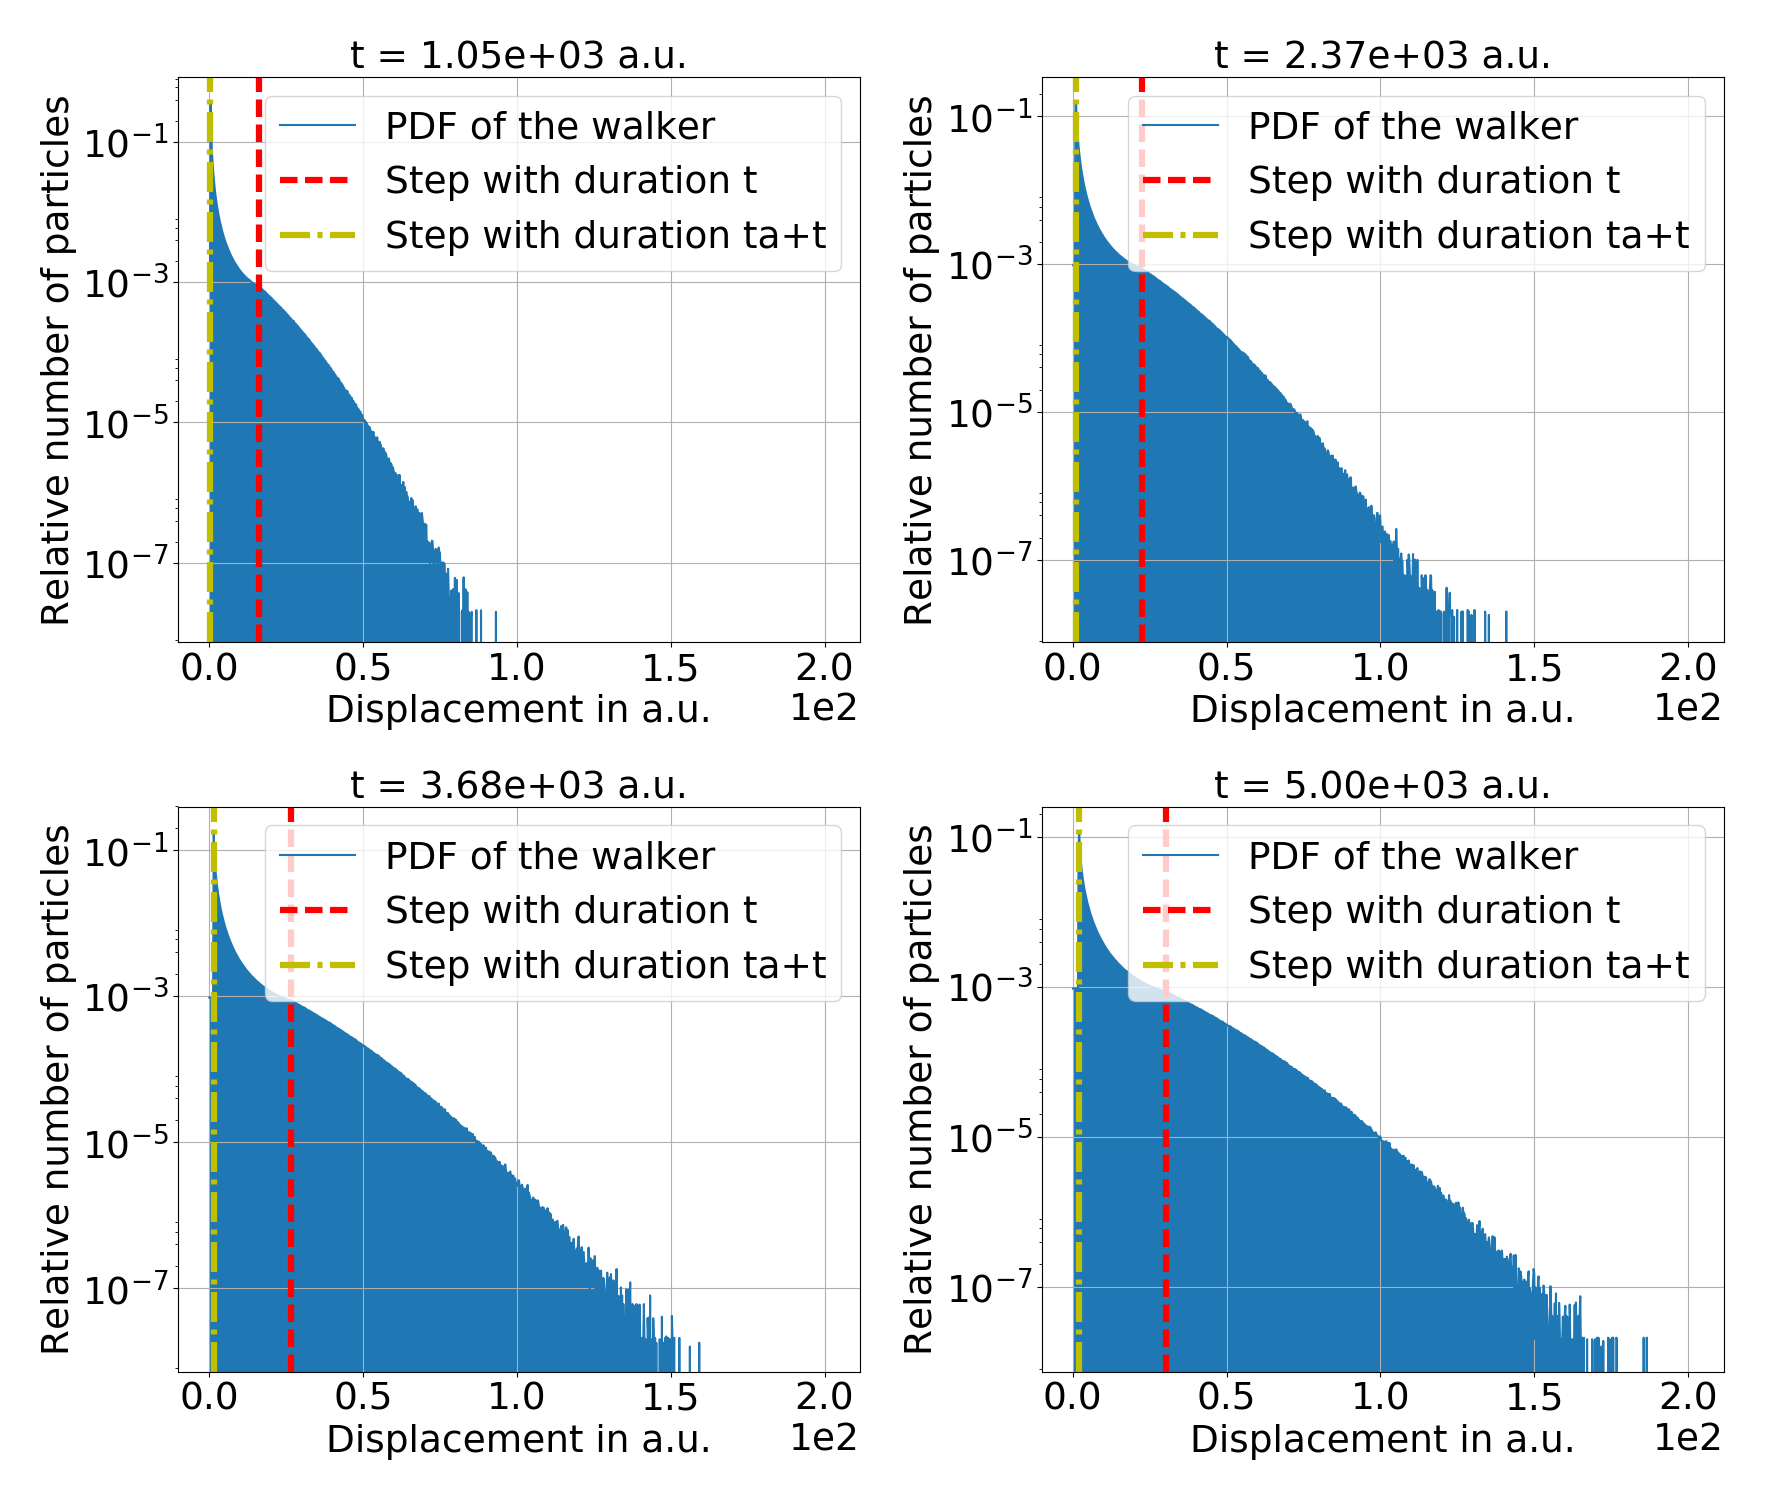 t = 1.05e+03 a.u.
Relative number of particles
10⁻¹
10⁻³
10⁻⁵
10⁻⁷
PDF of the walker
Step with duration t
Step with duration ta+t
0.0 0.5 1.0 1.5 2.0
Displacement in a.u. 1e2
t = 2.37e+03 a.u.
Relative number of particles
10⁻¹
10⁻³
10⁻⁵
10⁻⁷
PDF of the walker
Step with duration t
Step with duration ta+t
0.0 0.5 1.0 1.5 2.0
Displacement in a.u. 1e2
t = 3.68e+03 a.u.
Relative number of particles
10⁻¹
10⁻³
10⁻⁵
10⁻⁷
PDF of the walker
Step with duration t
Step with duration ta+t
0.0 0.5 1.0 1.5 2.0
Displacement in a.u. 1e2
t = 5.00e+03 a.u.
Relative number of particles
10⁻¹
10⁻³
10⁻⁵
10⁻⁷
PDF of the walker
Step with duration t
Step with duration ta+t
0.0 0.5 1.0 1.5 2.0
Displacement in a.u. 1e2